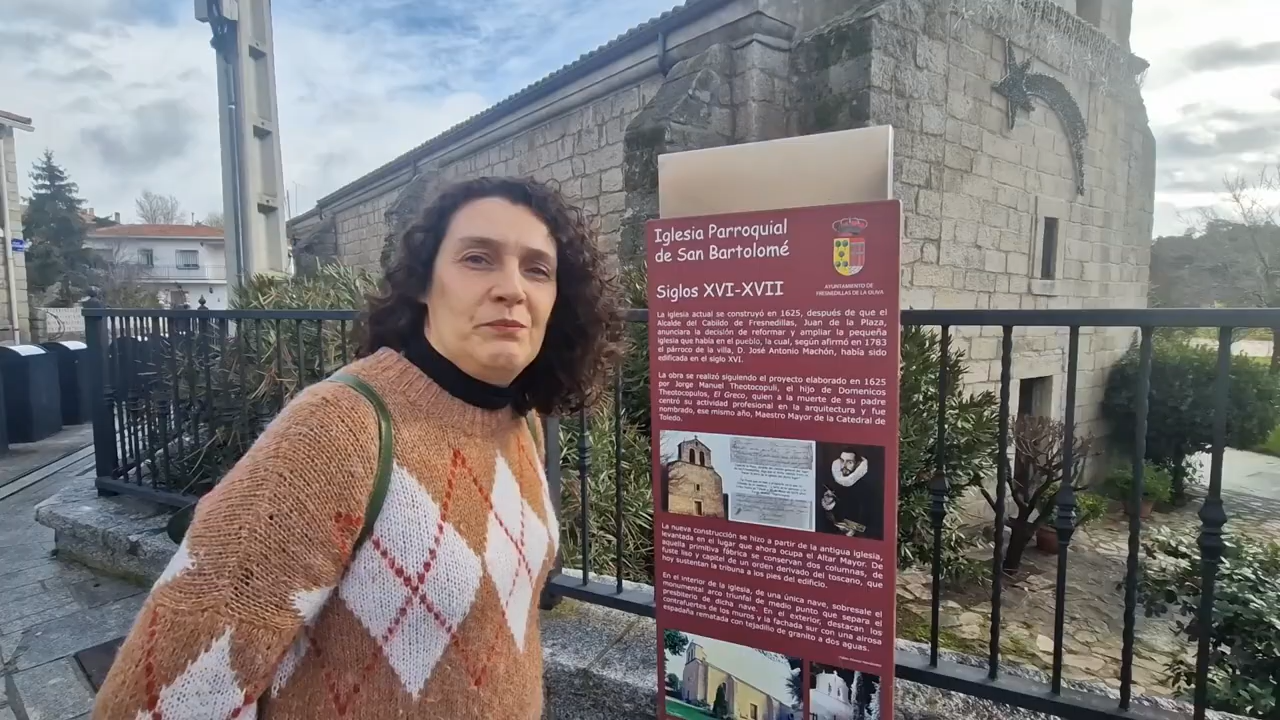 Iglesia Parroquial
de San Bartolomé
Siglos XVI-XVII
AYUNTAMIENTO DE
FRESNEDILLAS DE LA OLIVA
La iglesia actual se construyó en 1625, después de que el
Alcalde del Cabildo de Fresnedillas, Juan de la Plaza,
anunciara la decisión de reformar y ampliar la pequeña
iglesia que había en el pueblo, la cual, según afirmó en 1783
el párroco de la villa, D. José Antonio Machón, había sido
edificada en el siglo XVI.
La obra se realizó siguiendo el proyecto elaborado en 1625
por Jorge Manuel Theotocopuli, el hijo de Domenicos
Theotocopulos, El Greco, quien a la muerte de su padre
centró su actividad profesional en la arquitectura y fue
nombrado, ese mismo año, Maestro Mayor de la Catedral de
Toledo.
La nueva construcción se hizo a partir de la antigua iglesia,
levantada en el lugar que ahora ocupa el Altar Mayor. De
aquella primitiva fábrica se conservan dos columnas, de
fuste liso y capitel de un orden derivado del toscano, que
hoy sustentan la tribuna a los pies del edificio.
En el interior de la iglesia, de una única nave, sobresale el
monumental arco triunfal de medio punto que separa el
presbiterio de dicha nave. En el exterior, destacan los
contrafuertes de los muros y la fachada sur con una airosa
espadaña rematada con tejadillo de granito a dos aguas.